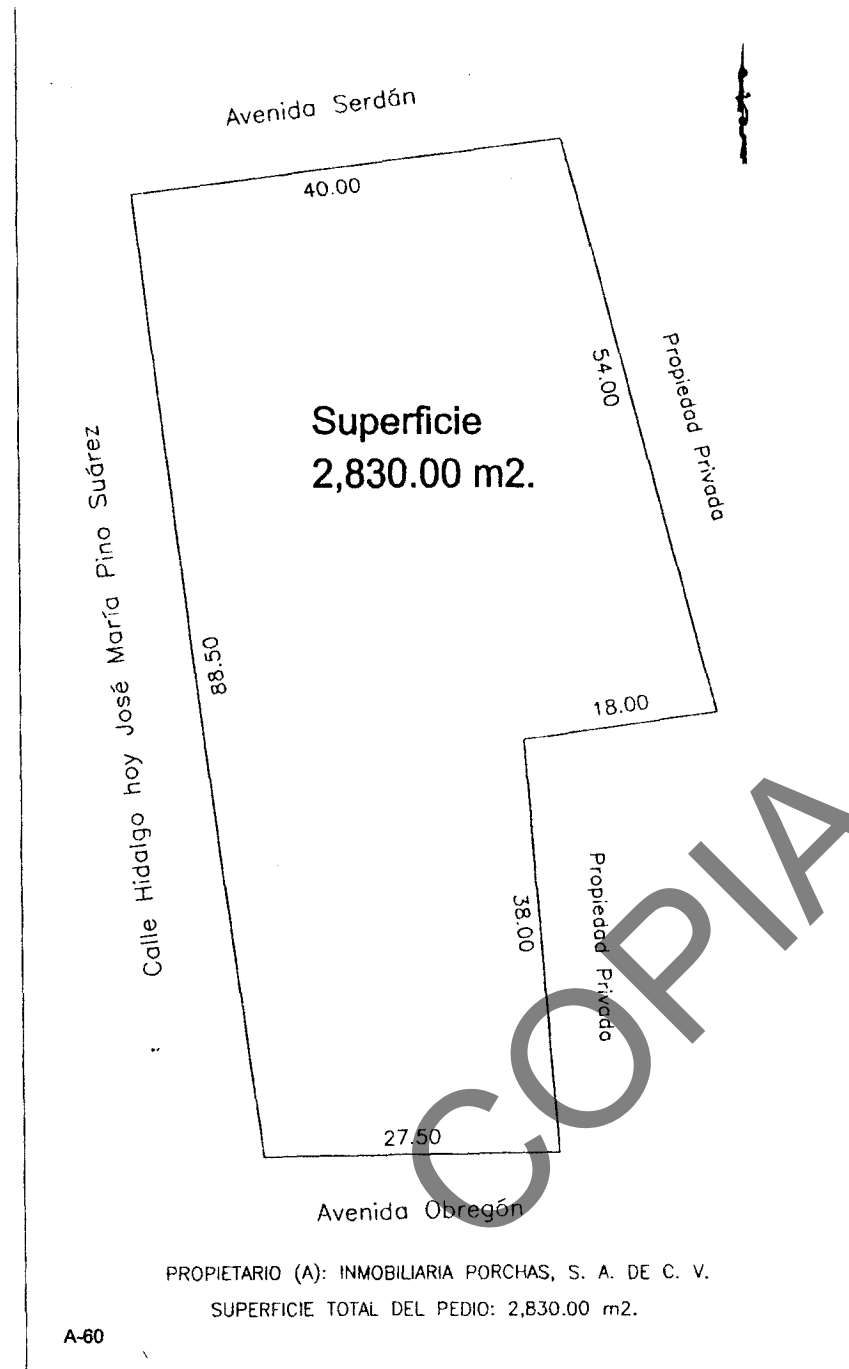 Avenida Serdán
40.00
54.00
Propiedad Privada
Superficie
2,830.00 m2.
Calle Hidalgo hoy José María Pino Suárez
88.50
18.00
38.00
Propiedad Privada
27.50
Avenida Obregón
COPIA
PROPIETARIO (A): INMOBILIARIA PORCHAS, S. A. DE C. V.
SUPERFICIE TOTAL DEL PEDIO: 2,830.00 m2.
A-60